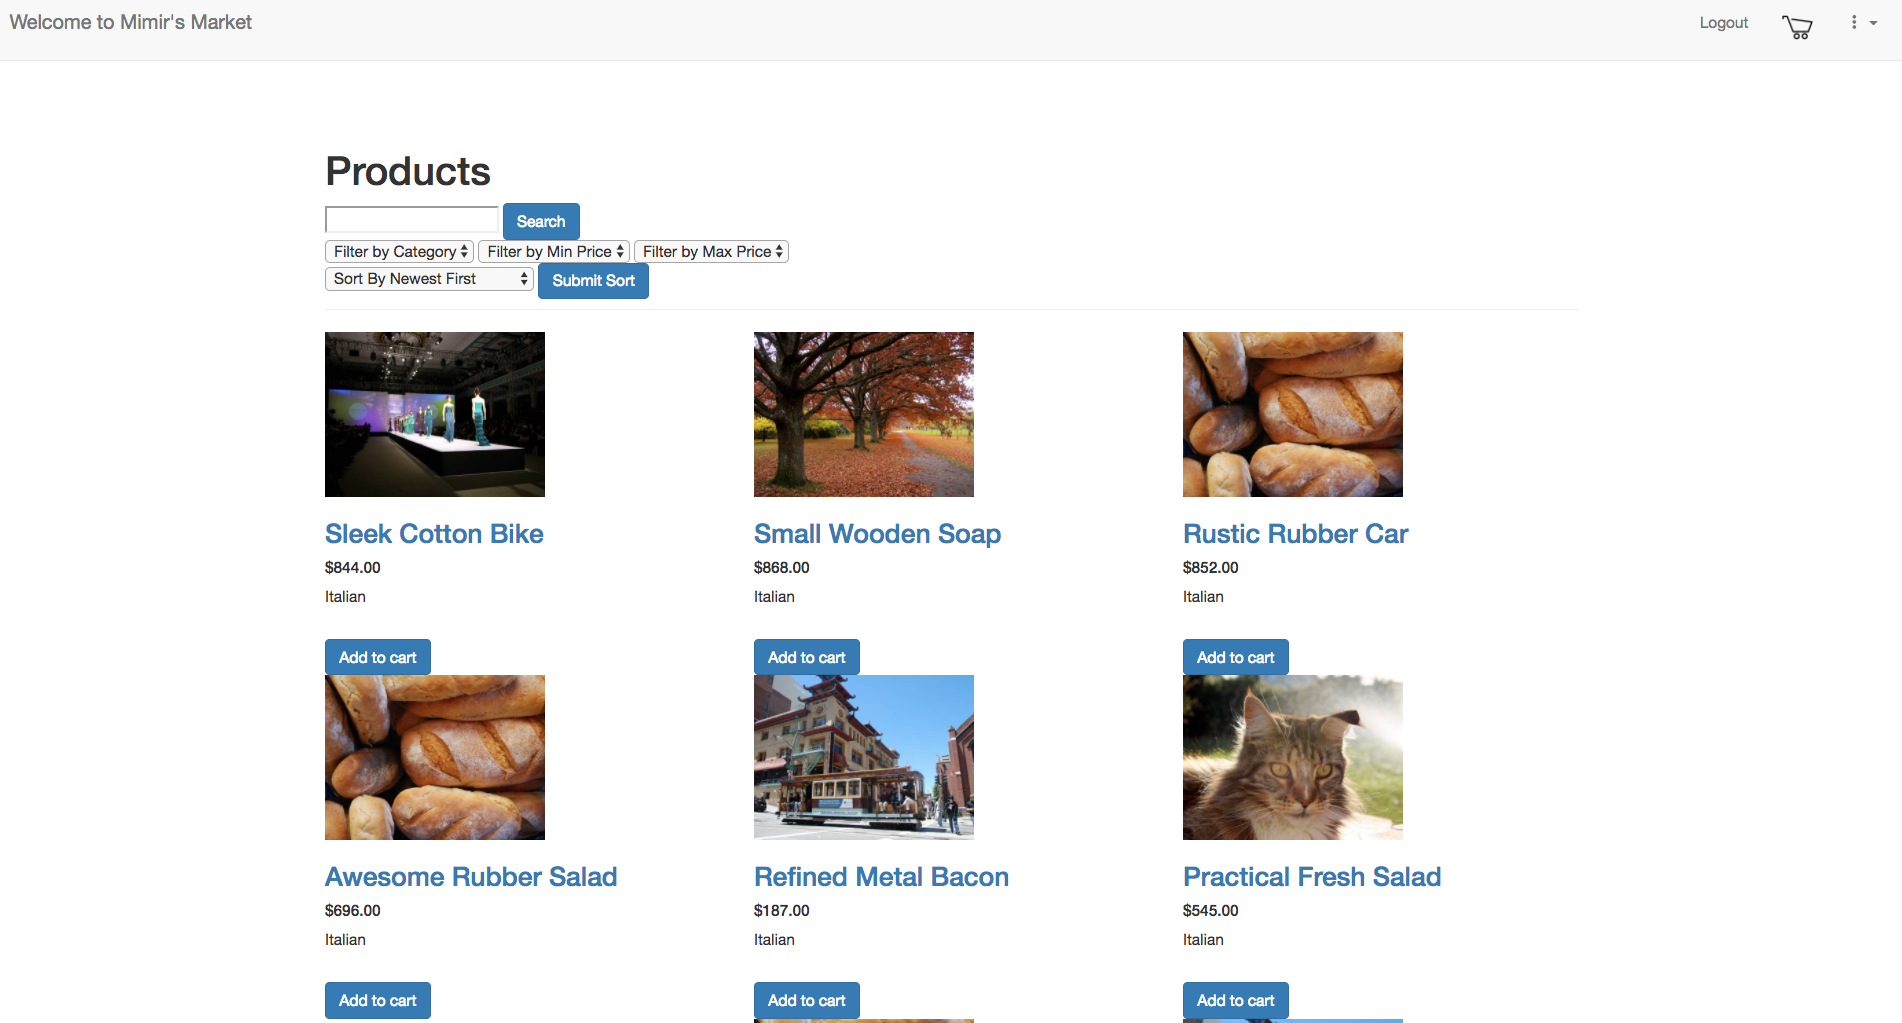 Welcome to Mimir's Market
Logout
Products
Search
Filter by Category Filter by Min Price Filter by Max Price
Sort By Newest First Submit Sort
Sleek Cotton Bike
$844.00
Italian
Add to cart
Small Wooden Soap
$868.00
Italian
Add to cart
Rustic Rubber Car
$852.00
Italian
Add to cart
Awesome Rubber Salad
$696.00
Italian
Add to cart
Refined Metal Bacon
$187.00
Italian
Add to cart
Practical Fresh Salad
$545.00
Italian
Add to cart